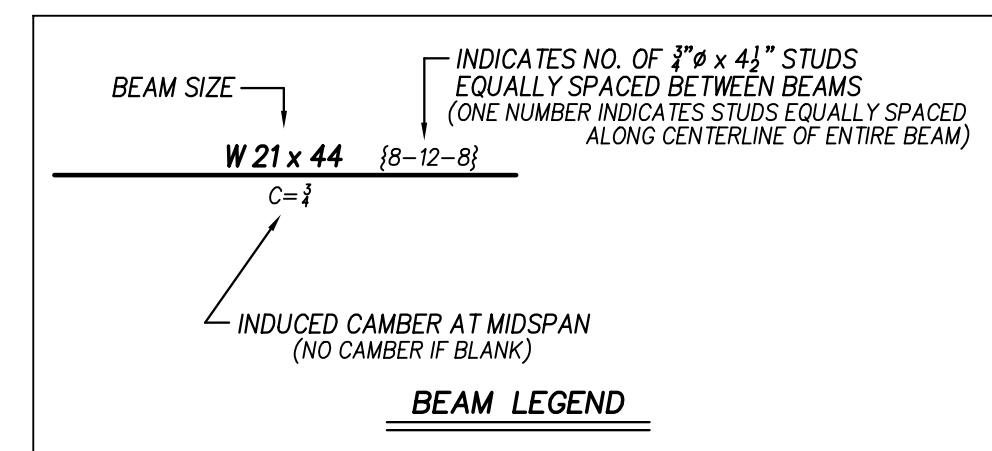 INDICATES NO. OF 3/4"ø x 4 1/2" STUDS
EQUALLY SPACED BETWEEN BEAMS
(ONE NUMBER INDICATES STUDS EQUALLY SPACED
ALONG CENTERLINE OF ENTIRE BEAM)
BEAM SIZE
W 21 x 44 {8-12-8}
C=3/4
INDUCED CAMBER AT MIDSPAN
(NO CAMBER IF BLANK)
BEAM LEGEND